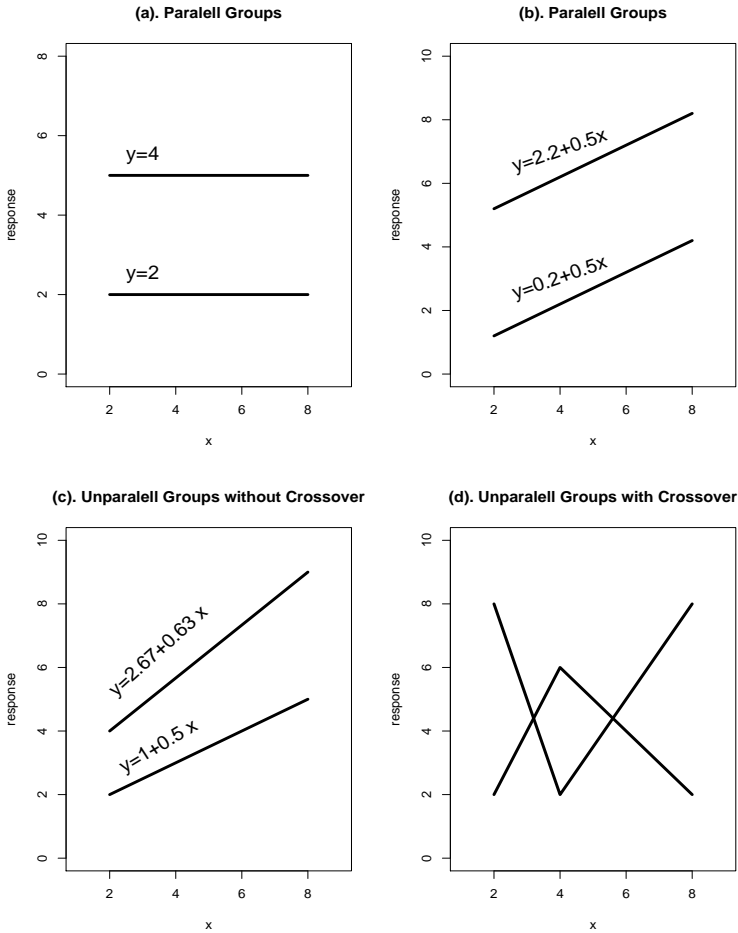 (a). Paralell Groups
response
8
6
4
2
0
y=4
y=2
2 4 6 8
x
(b). Paralell Groups
response
10
8
6
4
2
0
y=2.2+0.5x
y=0.2+0.5x
2 4 6 8
x
(c). Unparalell Groups without Crossover
response
10
8
6
4
2
0
y=2.67+0.63 x
y=1+0.5 x
2 4 6 8
x
(d). Unparalell Groups with Crossover
response
10
8
6
4
2
0
2 4 6 8
x